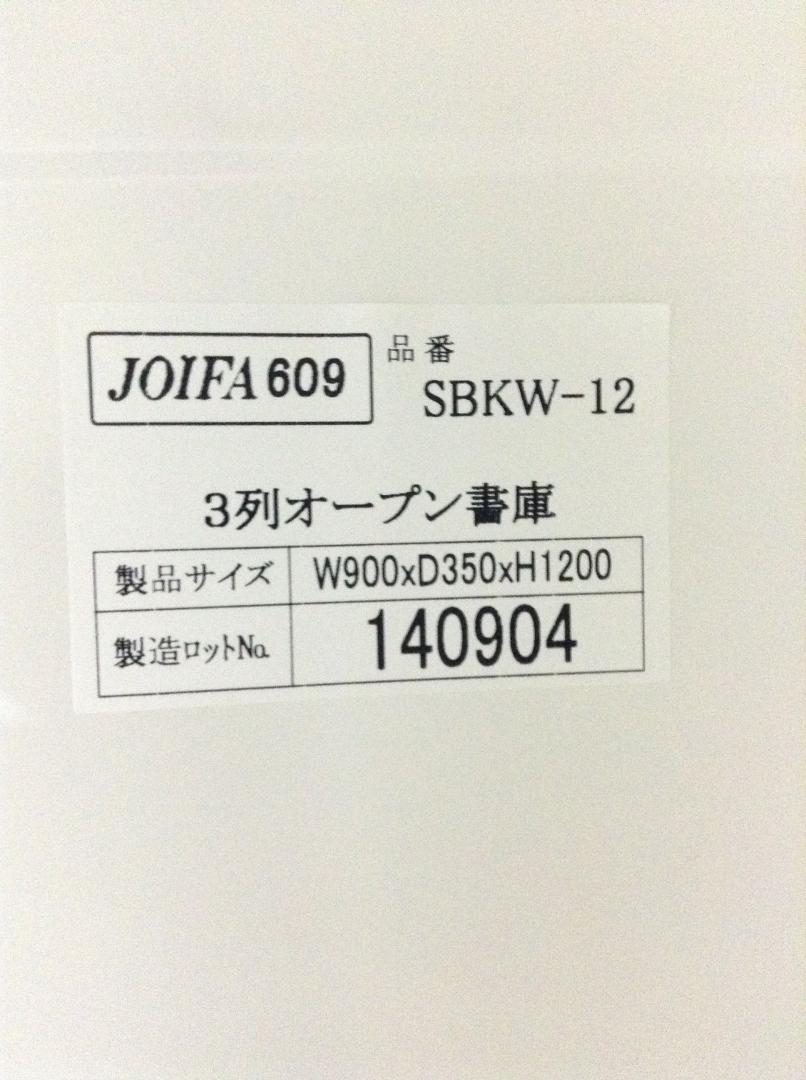 JOIFA 609
品番
SBKW-12
3列オープン書庫
製品サイズ W900xD350xH1200
製造ロットNo. 140904